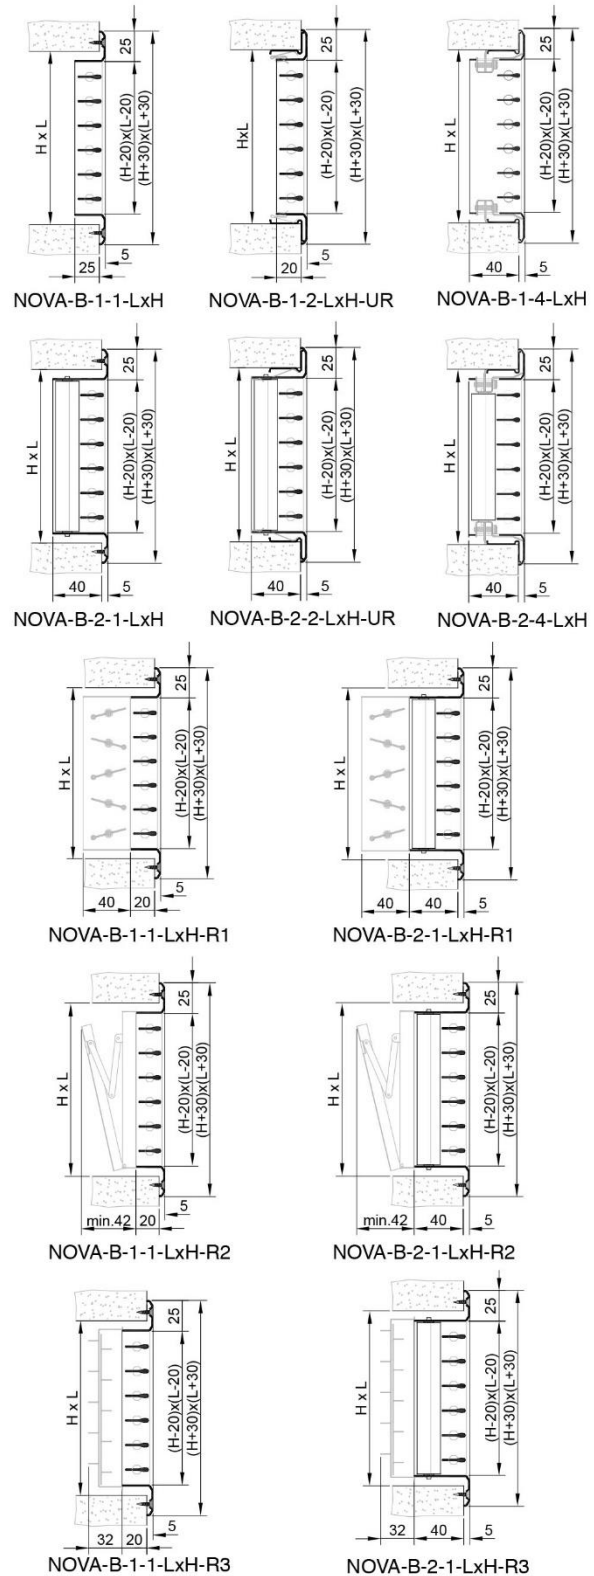 25
H x L
(H-20)x(L-20)
(H+30)x(L+30)
25
5
NOVA-B-1-1-LxH
25
HxL
(H-20)x(L-20)
(H+30)x(L+30)
20
5
NOVA-B-1-2-LxH-UR
25
H x L
(H-20)x(L-20)
(H+30)x(L+30)
40
5
NOVA-B-1-4-LxH
25
H x L
(H-20)x(L-20)
(H+30)x(L+30)
40
5
NOVA-B-2-1-LxH
25
H x L
(H-20)x(L-20)
(H+30)x(L+30)
40
5
NOVA-B-2-2-LxH-UR
25
H x L
(H-20)x(L-20)
(H+30)x(L+30)
40
5
NOVA-B-2-4-LxH
25
H x L
(H-20)x(L-20)
(H+30)x(L+30)
5
40
20
NOVA-B-1-1-LxH-R1
25
H x L
(H-20)x(L-20)
(H+30)x(L+30)
40
40
5
NOVA-B-2-1-LxH-R1
25
H x L
(H-20)x(L-20)
(H+30)x(L+30)
5
min.42
20
NOVA-B-1-1-LxH-R2
25
H x L
(H-20)x(L-20)
(H+30)x(L+30)
min.42
40
5
NOVA-B-2-1-LxH-R2
25
H x L
(H-20)x(L-20)
(H+30)x(L+30)
5
32
20
NOVA-B-1-1-LxH-R3
25
H x L
(H-20)x(L-20)
(H+30)x(L+30)
32
40
5
NOVA-B-2-1-LxH-R3